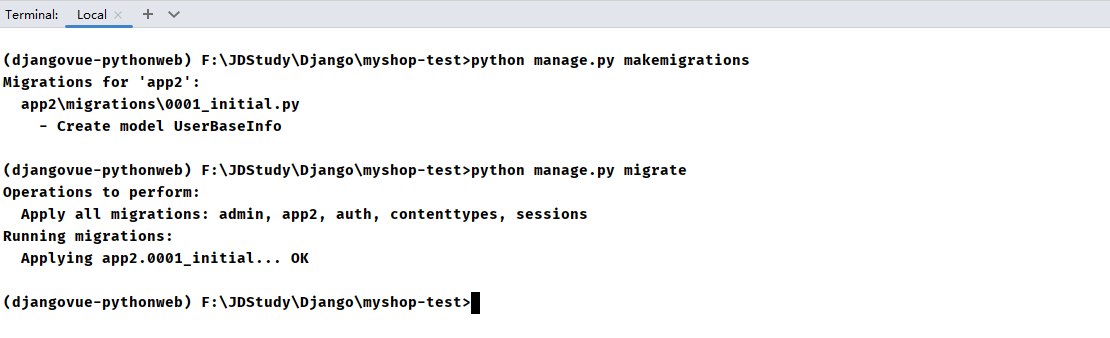 Terminal: Local × +
(djangovue-pythonweb) F:\JDStudy\Django\myshop-test>python manage.py makemigrations
Migrations for 'app2':
  app2\migrations\0001_initial.py
    - Create model UserBaseInfo
(djangovue-pythonweb) F:\JDStudy\Django\myshop-test>python manage.py migrate
Operations to perform:
  Apply all migrations: admin, app2, auth, contenttypes, sessions
Running migrations:
  Applying app2.0001_initial... OK
(djangovue-pythonweb) F:\JDStudy\Django\myshop-test>